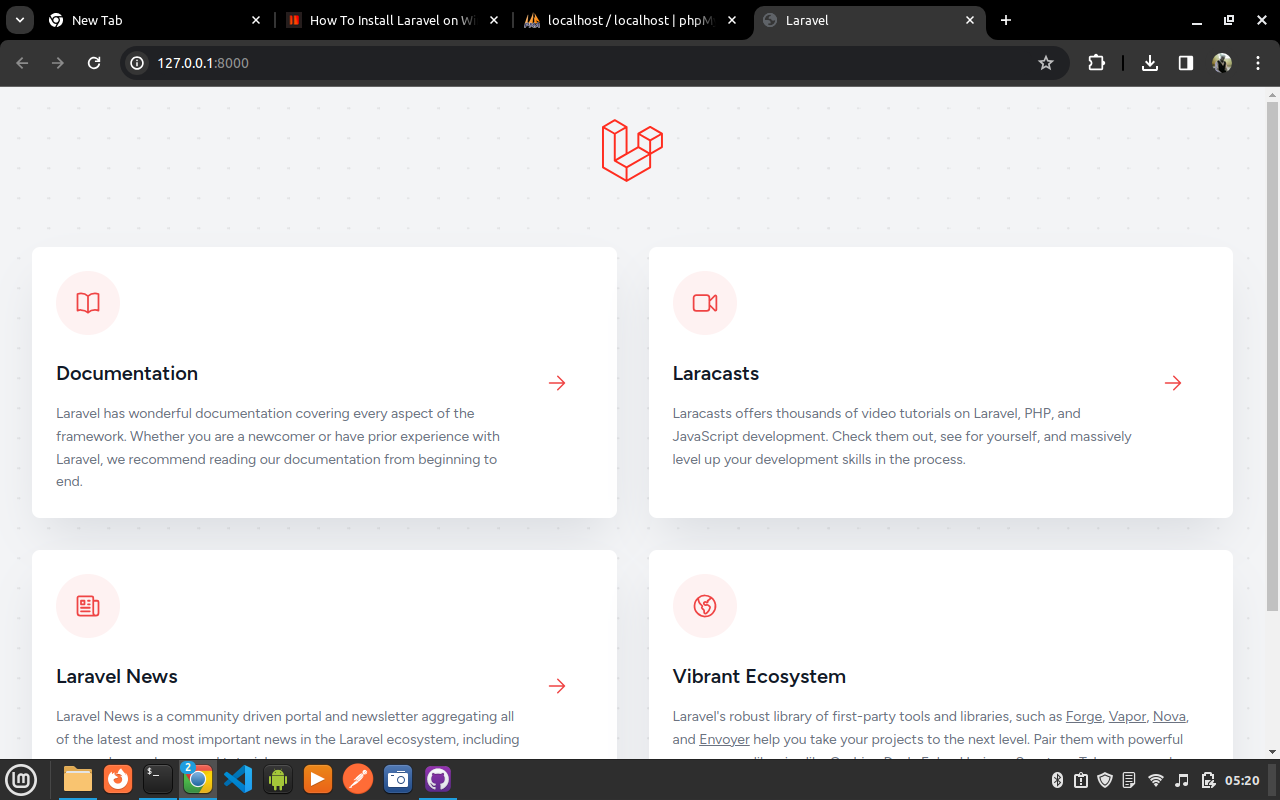 New Tab
How To Install Laravel on Wi
localhost / localhost | phpM
Laravel
127.0.0.1:8000
Documentation
Laravel has wonderful documentation covering every aspect of the
framework. Whether you are a newcomer or have prior experience with
Laravel, we recommend reading our documentation from beginning to
end.
Laracasts
Laracasts offers thousands of video tutorials on Laravel, PHP, and
JavaScript development. Check them out, see for yourself, and massively
level up your development skills in the process.
Laravel News
Laravel News is a community driven portal and newsletter aggregating all
of the latest and most important news in the Laravel ecosystem, including
Vibrant Ecosystem
Laravel's robust library of first-party tools and libraries, such as Forge, Vapor, Nova,
and Envoyer help you take your projects to the next level. Pair them with powerful
2
05:20